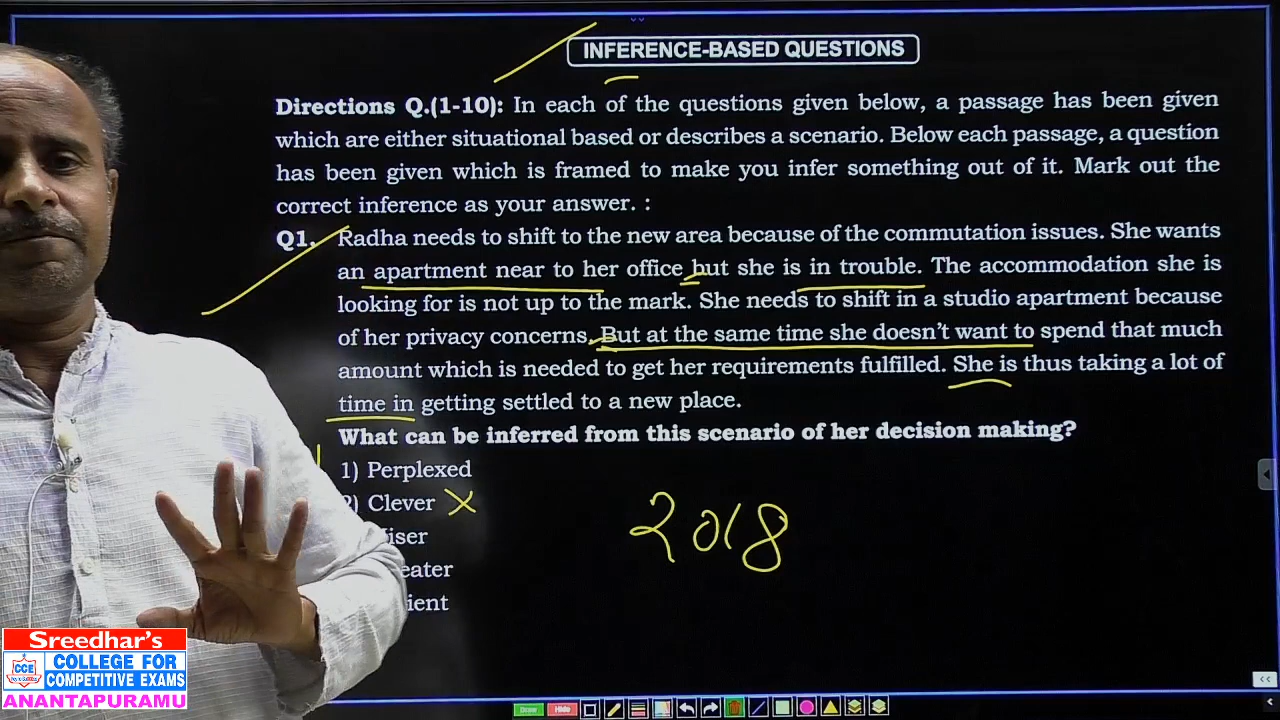 INFERENCE-BASED QUESTIONS
Directions Q.(1-10): In each of the questions given below, a passage has been given
which are either situational based or describes a scenario. Below each passage, a question
has been given which is framed to make you infer something out of it. Mark out the
correct inference as your answer. :
Q1. Radha needs to shift to the new area because of the commutation issues. She wants
an apartment near to her office but she is in trouble. The accommodation she is
looking for is not up to the mark. She needs to shift in a studio apartment because
of her privacy concerns. But at the same time she doesn't want to spend that much
amount which is needed to get her requirements fulfilled. She is thus taking a lot of
time in getting settled to a new place.
What can be inferred from this scenario of her decision making?
1) Perplexed
2) Clever
iser
eater
ient
2018
Sreedhar's
CCE
COLLEGE FOR
COMPETITIVE EXAMS
ANANTAPURAMU
Draw Hide